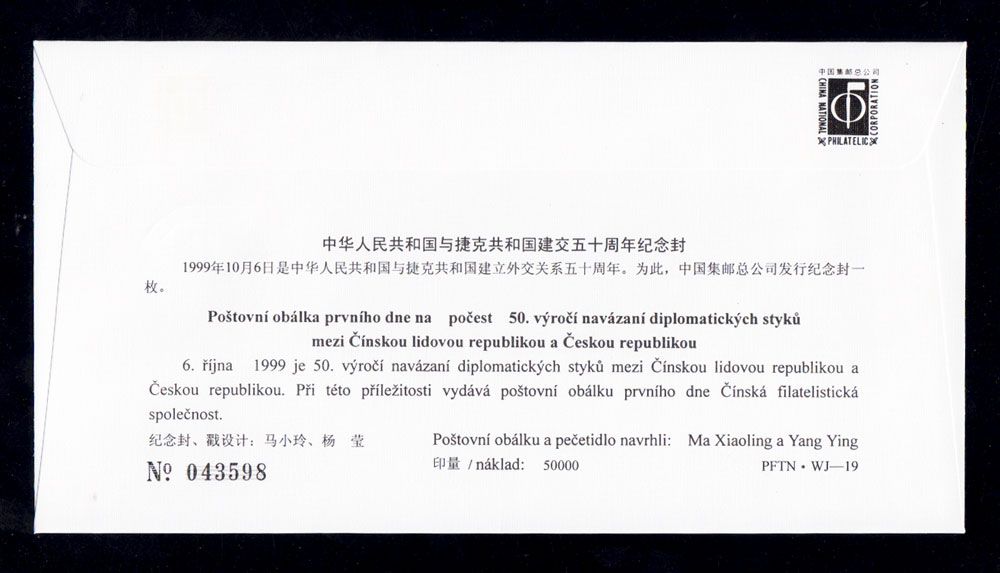 中国集邮总公司
CHINA NATIONAL
PHILATELIC
CORPORATION
中华人民共和国与捷克共和国建交五十周年纪念封
1999年10月6日是中华人民共和国与捷克共和国建立外交关系五十周年。为此，中国集邮总公司发行纪念封一
枚。
Poštovní obálka prvního dne na počest 50. výročí navázaní diplomatických styků
mezi Čínskou lidovou republikou a Českou republikou
6. října 1999 je 50. výročí navázaní diplomatických styků mezi Čínskou lidovou republikou a
Českou republikou. Při této příležitosti vydává poštovní obálku prvního dne Čínská filatelistická
společnost.
纪念封、戳设计：马小玲、杨 莹 Poštovní obálku a pečetidlo navrhli: Ma Xiaoling a Yang Ying
№ 043598 印量 / náklad: 50000 PFTN·WJ—19